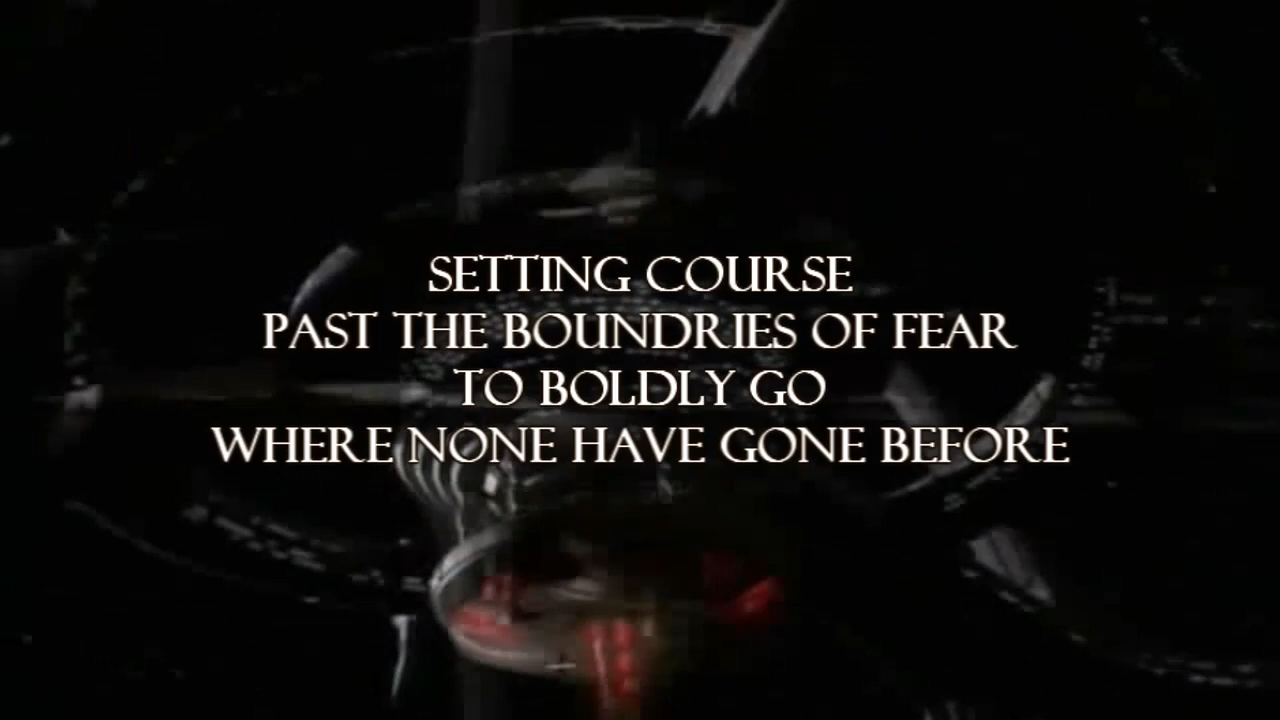 SETTING COURSE
PAST THE BOUNDRIES OF FEAR
TO BOLDLY GO
WHERE NONE HAVE GONE BEFORE